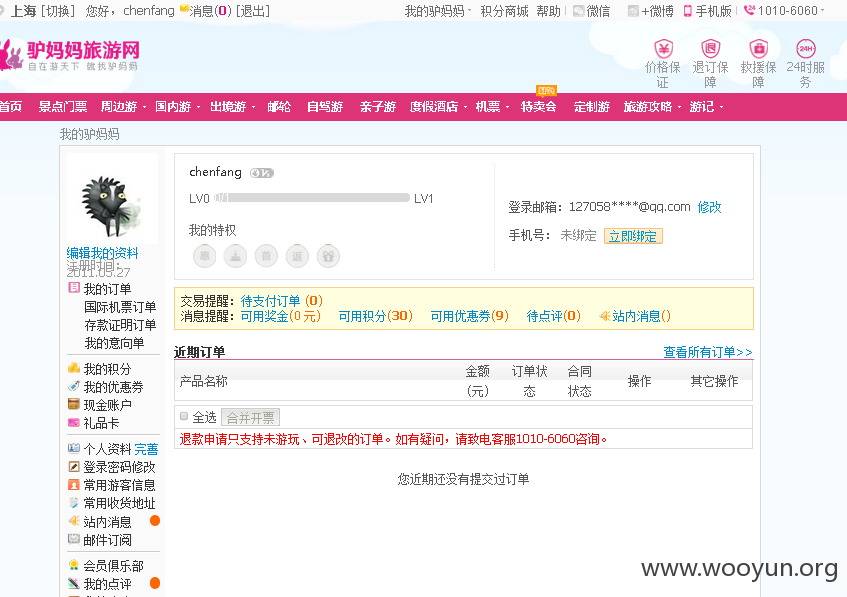 上海 [切换] 您好，chenfang 消息(0) [退出] 我的驴妈妈 积分商城 帮助 微信 +微博 手机版 1010-6060
驴妈妈旅游网
自在游天下 就找驴妈妈
价格保证 退订保障 救援保障 24时服务
24H
团购
首页 景点门票 周边游 国内游 出境游 邮轮 自驾游 亲子游 度假酒店 机票 特卖会 定制游 旅游攻略 游记
我的驴妈妈
chenfang
LV0 0/1 LV1
我的特权
惠 首 返
登录邮箱：127058****@qq.com 修改
手机号： 未绑定 立即绑定
编辑我的资料
注册时间：
2011.05.27
我的订单
国际机票订单
存款证明订单
我的意向单
我的积分
我的优惠券
现金账户
礼品卡
个人资料 完善
登录密码修改
常用游客信息
常用收货地址
站内消息
邮件订阅
会员俱乐部
我的点评
交易提醒：待支付订单 (0)
消息提醒：可用奖金(0 元) 可用积分(30) 可用优惠券(9) 待点评(0) 站内消息()
近期订单 查看所有订单>>
产品名称 金额(元) 订单状态 合同状态 操作 其它操作
全选 合并开票
退款申请只支持未游玩、可退改的订单。如有疑问，请致电客服1010-6060咨询。
您近期还没有提交过订单
www.wooyun.org